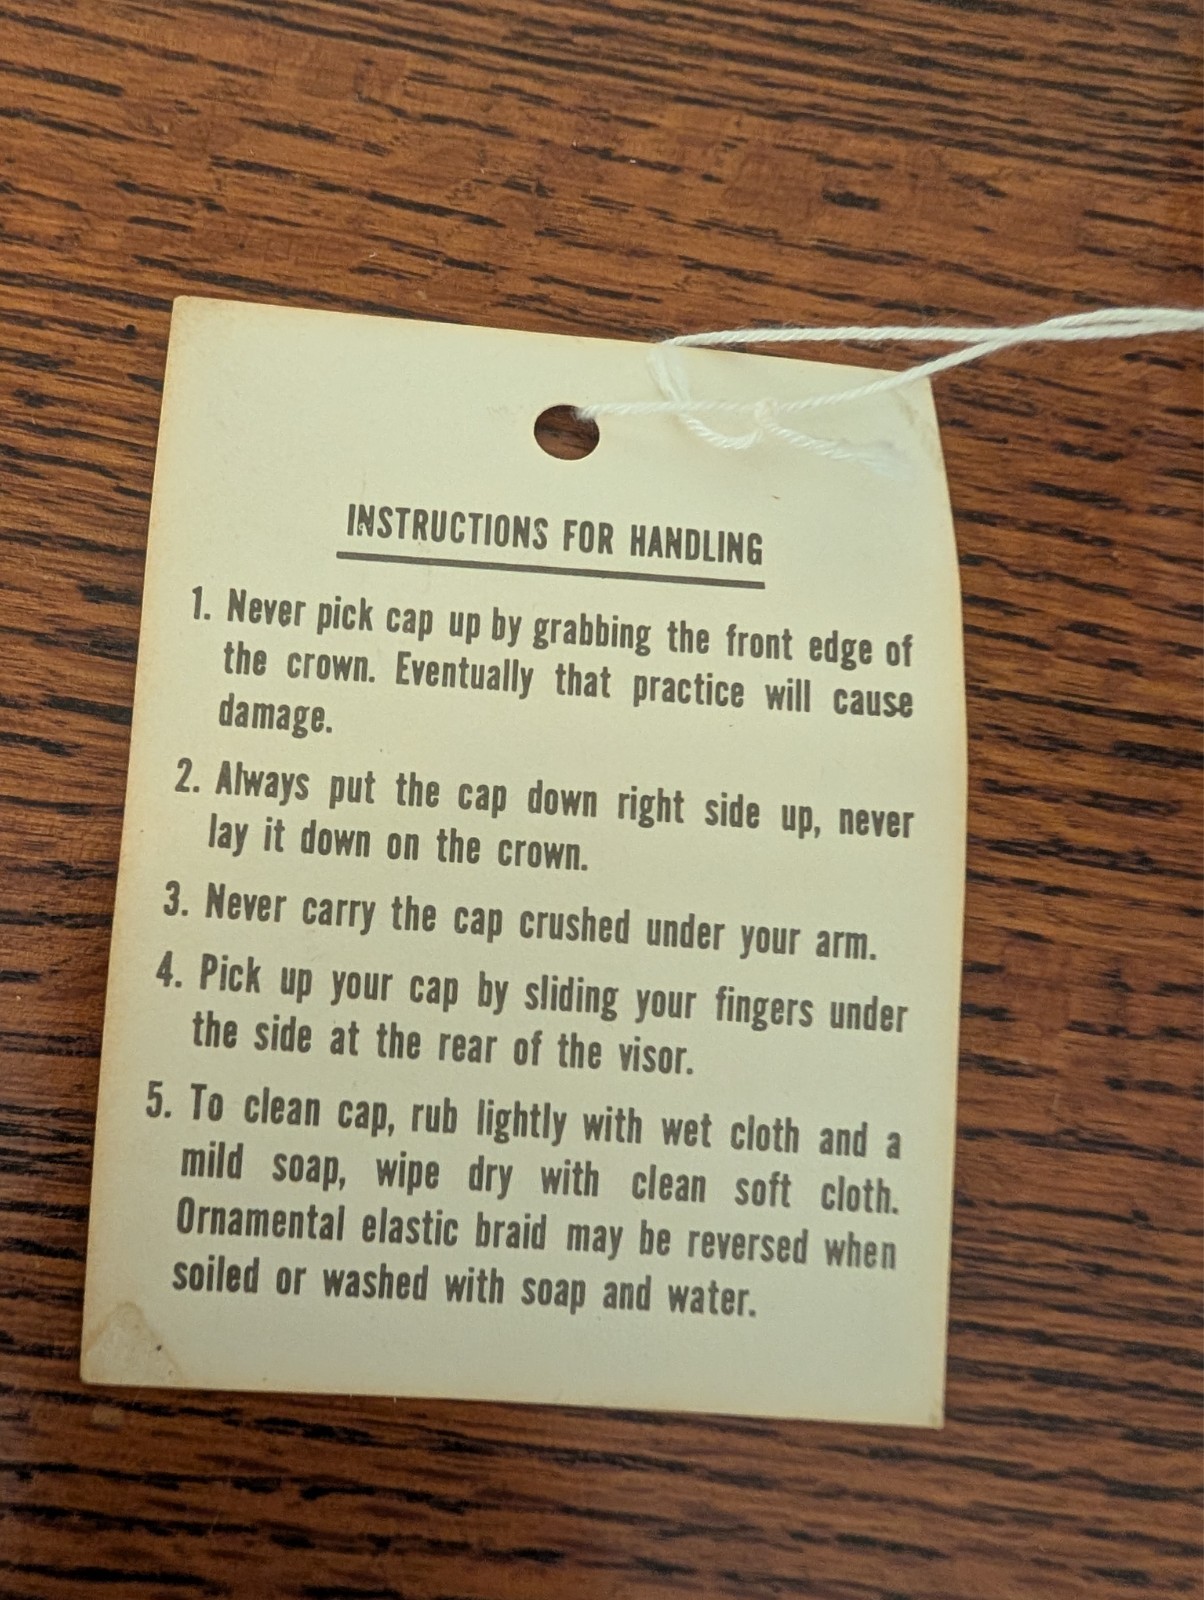 INSTRUCTIONS FOR HANDLING
1. Never pick cap up by grabbing the front edge of
the crown. Eventually that practice will cause
damage.
2. Always put the cap down right side up, never
lay it down on the crown.
3. Never carry the cap crushed under your arm.
4. Pick up your cap by sliding your fingers under
the side at the rear of the visor.
5. To clean cap, rub lightly with wet cloth and a
mild soap, wipe dry with clean soft cloth.
Ornamental elastic braid may be reversed when
soiled or washed with soap and water.